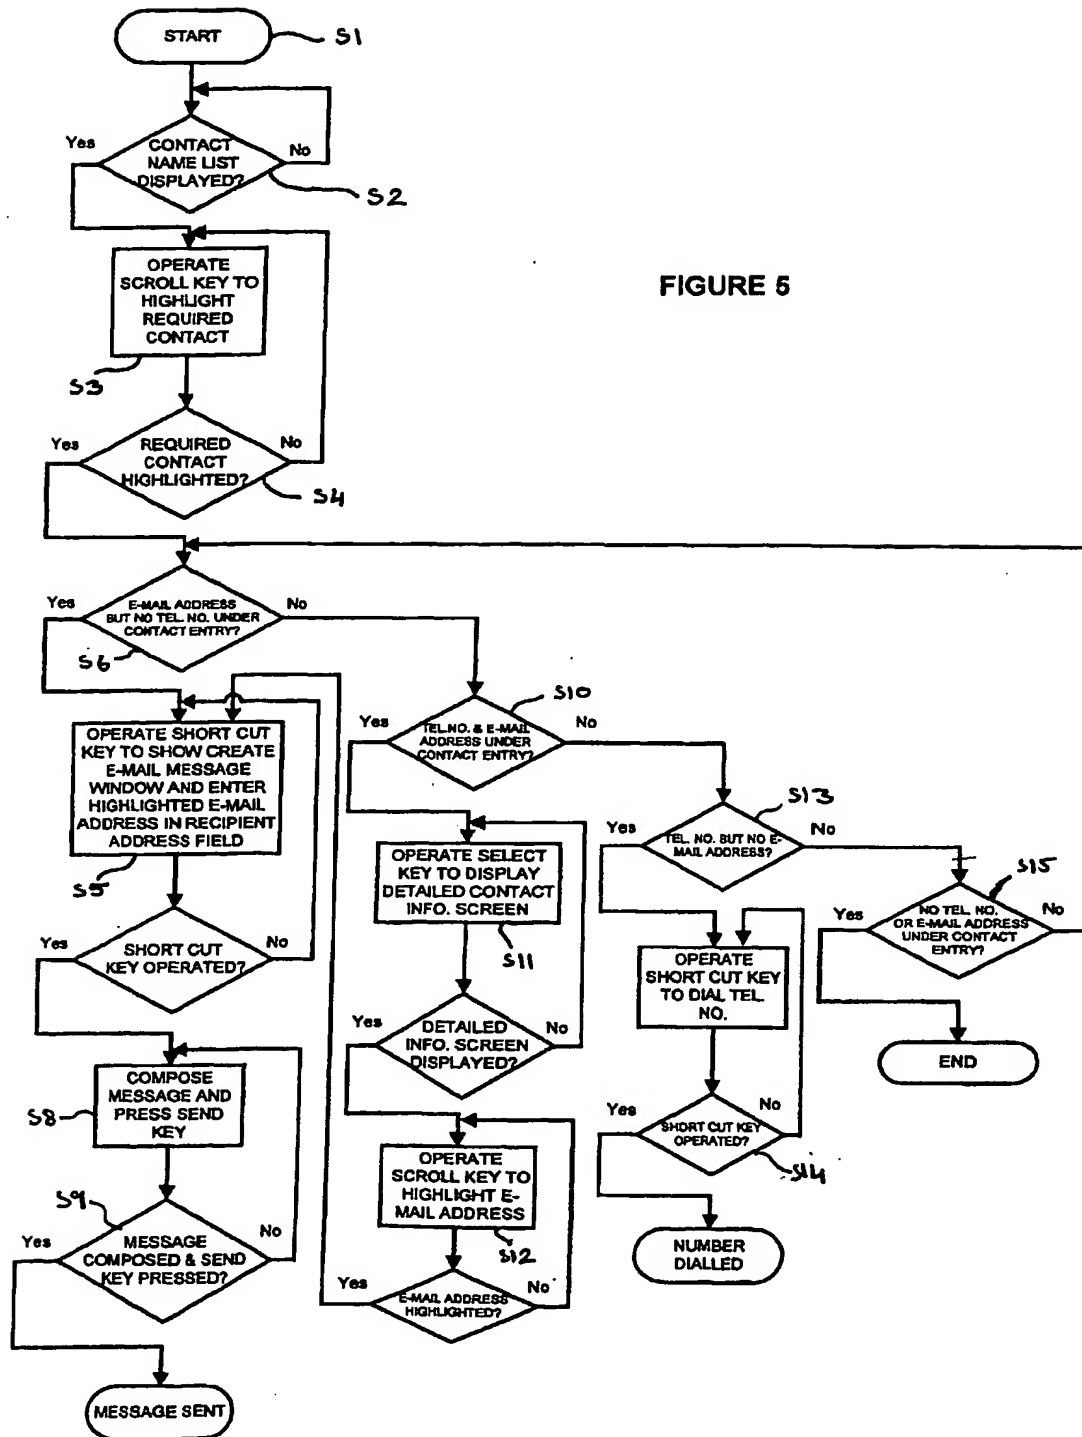 START
S1
Yes
CONTACT
NAME LIST
DISPLAYED?
No
S2
OPERATE
SCROLL KEY TO
HIGHLIGHT
REQUIRED
CONTACT
FIGURE 5
S3
Yes
REQUIRED
CONTACT
HIGHLIGHTED?
No
S4
Yes
E-MAIL ADDRESS
BUT NO TEL. NO. UNDER
CONTACT ENTRY?
No
S6
OPERATE SHORT CUT
KEY TO SHOW CREATE
E-MAIL MESSAGE
WINDOW AND ENTER
HIGHLIGHTED E-MAIL
ADDRESS IN RECIPIENT
ADDRESS FIELD
S5
Yes
SHORT CUT
KEY OPERATED?
No
COMPOSE
MESSAGE AND
PRESS SEND
KEY
S8
S9
Yes
MESSAGE
COMPOSED & SEND
KEY PRESSED?
No
MESSAGE SENT
S10
Yes
TEL.NO. & E-MAIL
ADDRESS UNDER
CONTACT ENTRY?
No
OPERATE SELECT
KEY TO DISPLAY
DETAILED CONTACT
INFO. SCREEN
S11
Yes
DETAILED
INFO. SCREEN
DISPLAYED?
No
OPERATE
SCROLL KEY TO
HIGHLIGHT E-
MAIL ADDRESS
S12
Yes
E-MAIL ADDRESS
HIGHLIGHTED?
No
S13
Yes
TEL. NO. BUT NO E-
MAIL ADDRESS?
No
OPERATE
SHORT CUT KEY
TO DIAL TEL.
NO.
Yes
SHORT CUT KEY
OPERATED?
No
S14
NUMBER
DIALLED
S15
Yes
NO TEL. NO.
OR E-MAIL ADDRESS
UNDER CONTACT
ENTRY?
No
END